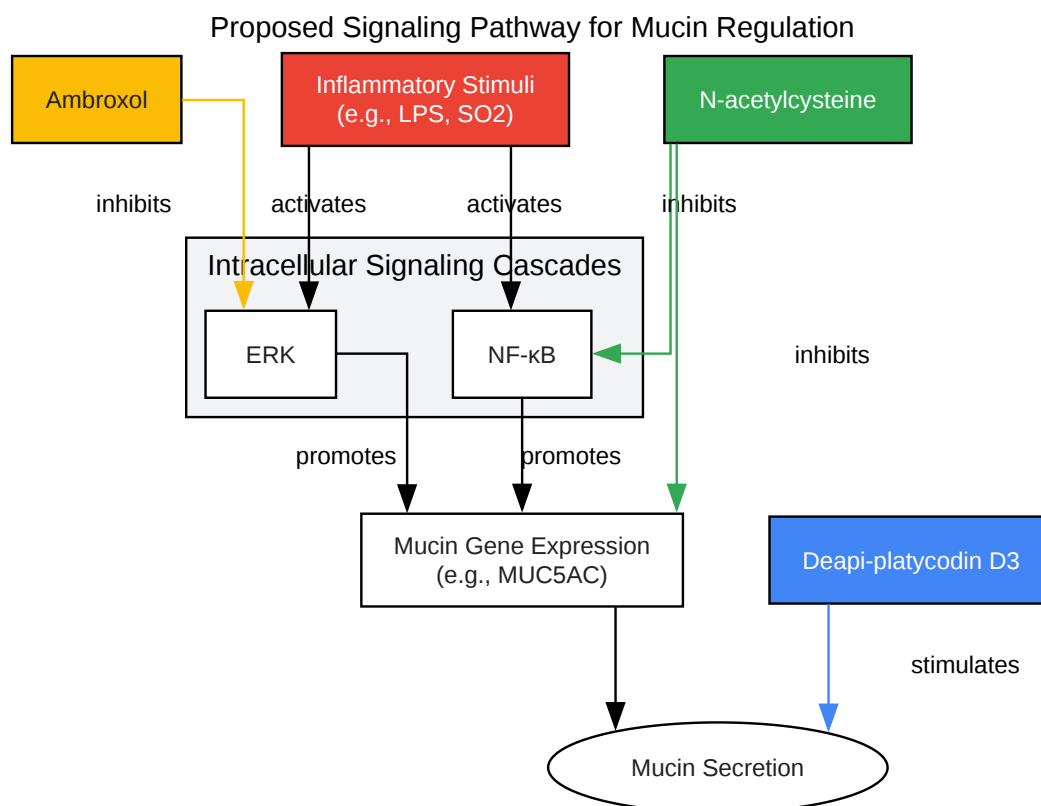 Proposed Signaling Pathway for Mucin Regulation
Ambroxol
Inflammatory Stimuli
(e.g., LPS, SO2)
N-acetylcysteine
inhibits
activates
activates
inhibits
Intracellular Signaling Cascades
ERK
NF-κB
inhibits
promotes
promotes
Mucin Gene Expression
(e.g., MUC5AC)
Deapi-platycodin D3
stimulates
Mucin Secretion